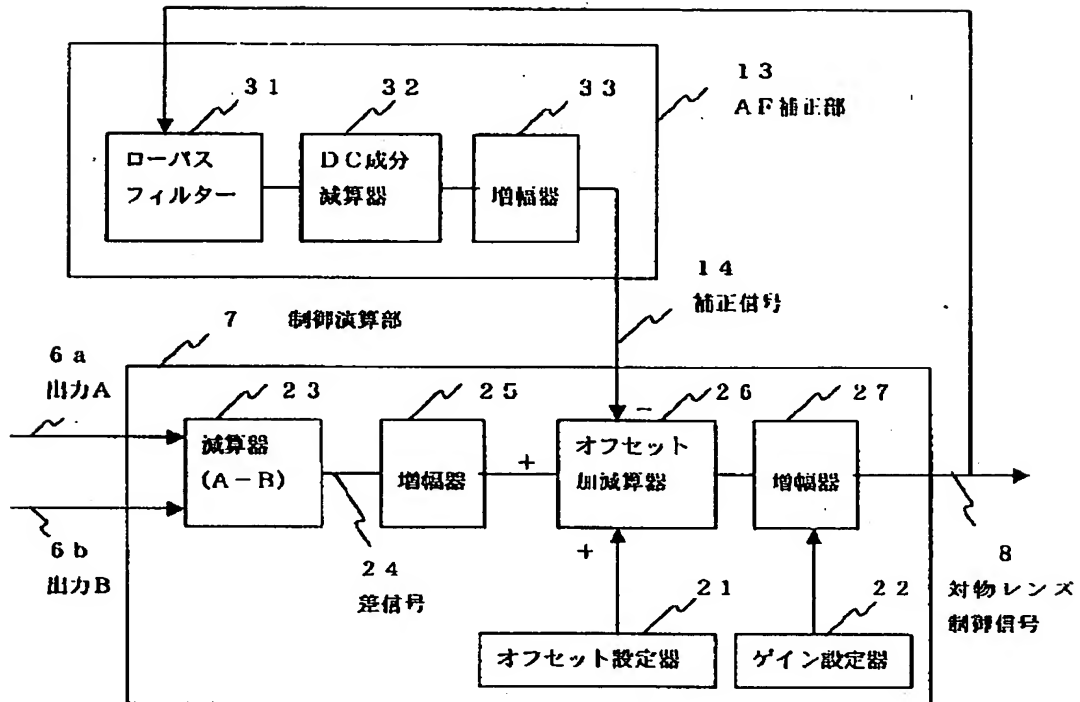 31
32
33
13
AF補正部
ローパス
フィルター
DC成分
減算器
増幅器
14
補正信号
7 制御演算部
6a
出力A
23
25
26
27
減算器
(A-B)
増幅器
+
-
オフセット
加減算器
増幅器
+
6b
出力B
24
差信号
21
22
8
対物レンズ
制御信号
オフセット設定器
ゲイン設定器